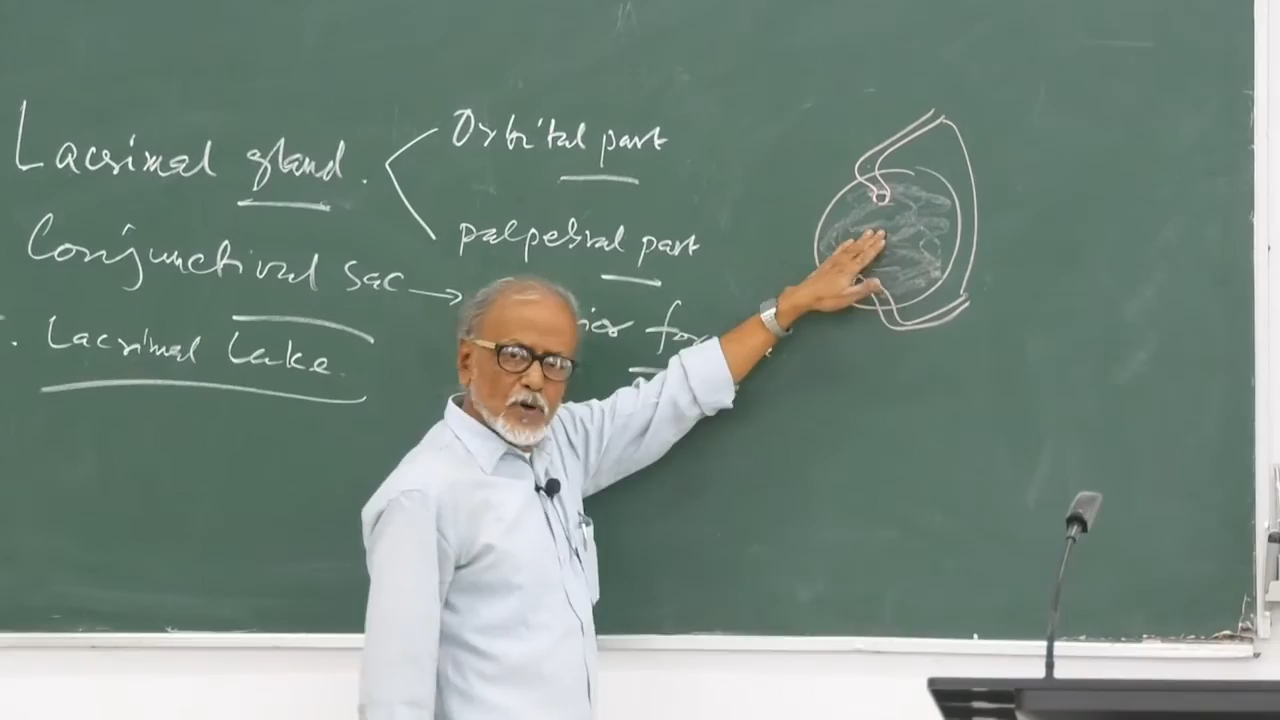 Lacrimal gland.
Orbital part
palpebral part
Conjunctival sac →
Lacrimal Lake.